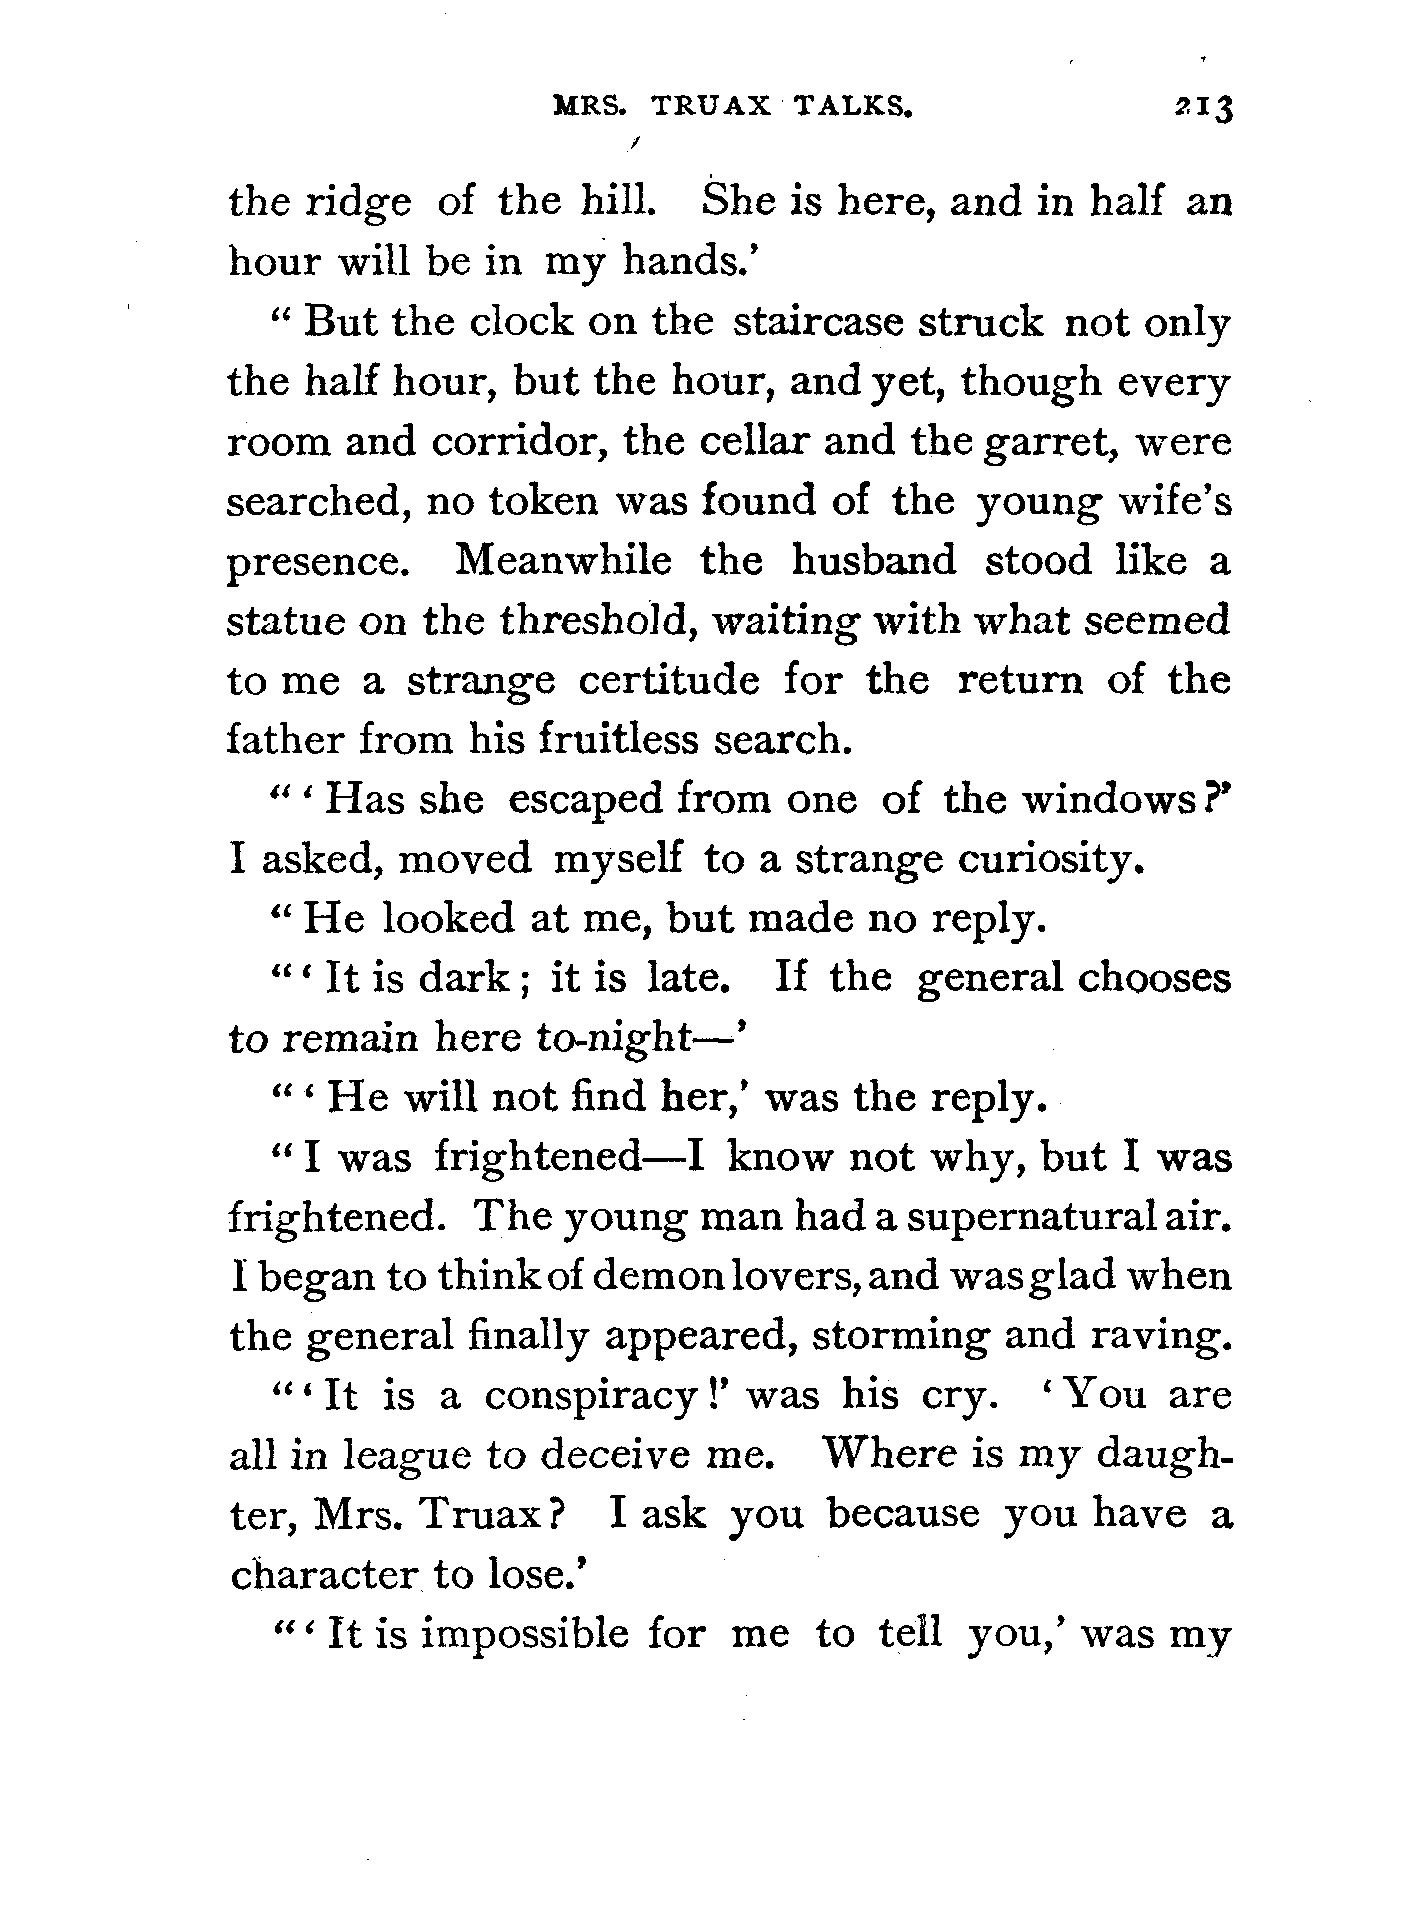 MRS. TRUAX TALKS. 213
the ridge of the hill. She is here, and in half an
hour will be in my hands.'
" But the clock on the staircase struck not only
the half hour, but the hour, and yet, though every
room and corridor, the cellar and the garret, were
searched, no token was found of the young wife's
presence. Meanwhile the husband stood like a
statue on the threshold, waiting with what seemed
to me a strange certitude for the return of the
father from his fruitless search.
" ' Has she escaped from one of the windows?'
I asked, moved myself to a strange curiosity.
" He looked at me, but made no reply.
" ' It is dark ; it is late. If the general chooses
to remain here to-night—'
" ' He will not find her,' was the reply.
" I was frightened—I know not why, but I was
frightened. The young man had a supernatural air.
I began to think of demon lovers, and was glad when
the general finally appeared, storming and raving.
" ' It is a conspiracy !' was his cry. ' You are
all in league to deceive me. Where is my daugh-
ter, Mrs. Truax? I ask you because you have a
character to lose.'
" ' It is impossible for me to tell you,' was my